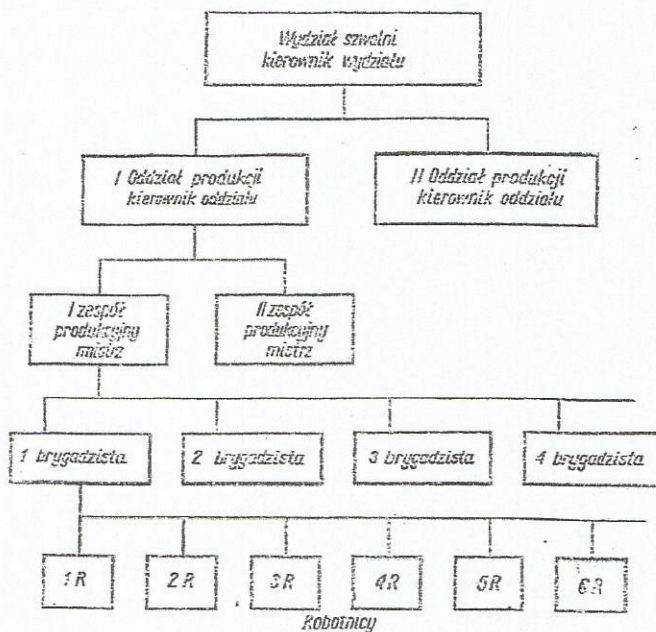 Wydział szwalni
kierownik wydziału
I Oddział produkcji
kierownik oddziału
II Oddział produkcji
kierownik oddziału
I zespół
produkcyjny
mistrz
II zespół
produkcyjny
mistrz
1 brygadzista
2 brygadzista
3 brygadzista
4 brygadzista
1R
2R
3R
4R
5R
6R
Robotnicy